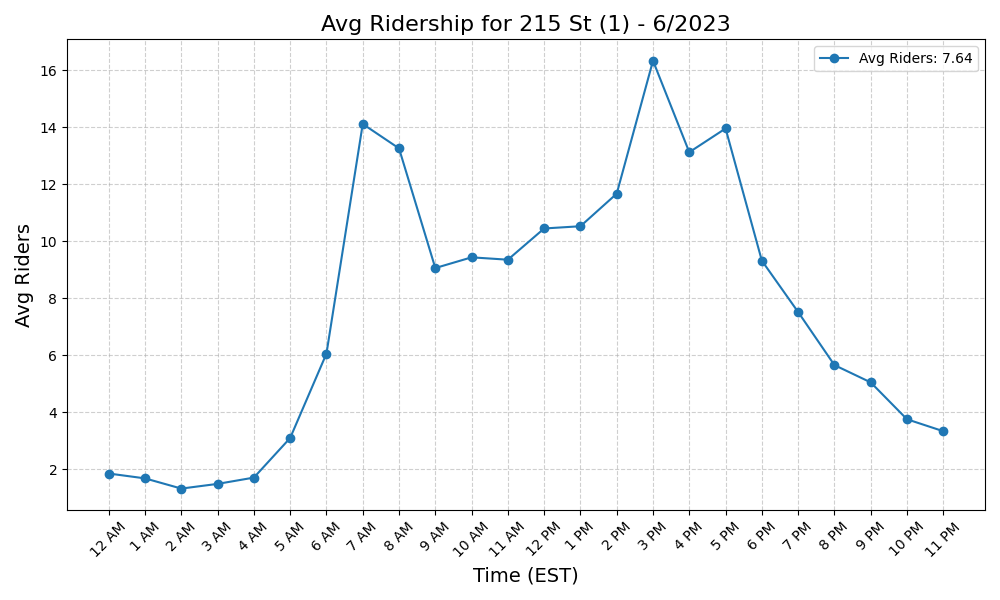 Avg Ridership for 215 St (1) - 6/2023
Avg Riders: 7.64
Avg Riders
16
14
12
10
8
6
4
2
12 AM
1 AM
2 AM
3 AM
4 AM
5 AM
6 AM
7 AM
8 AM
9 AM
10 AM
11 AM
12 PM
1 PM
2 PM
3 PM
4 PM
5 PM
6 PM
7 PM
8 PM
9 PM
10 PM
11 PM
Time (EST)